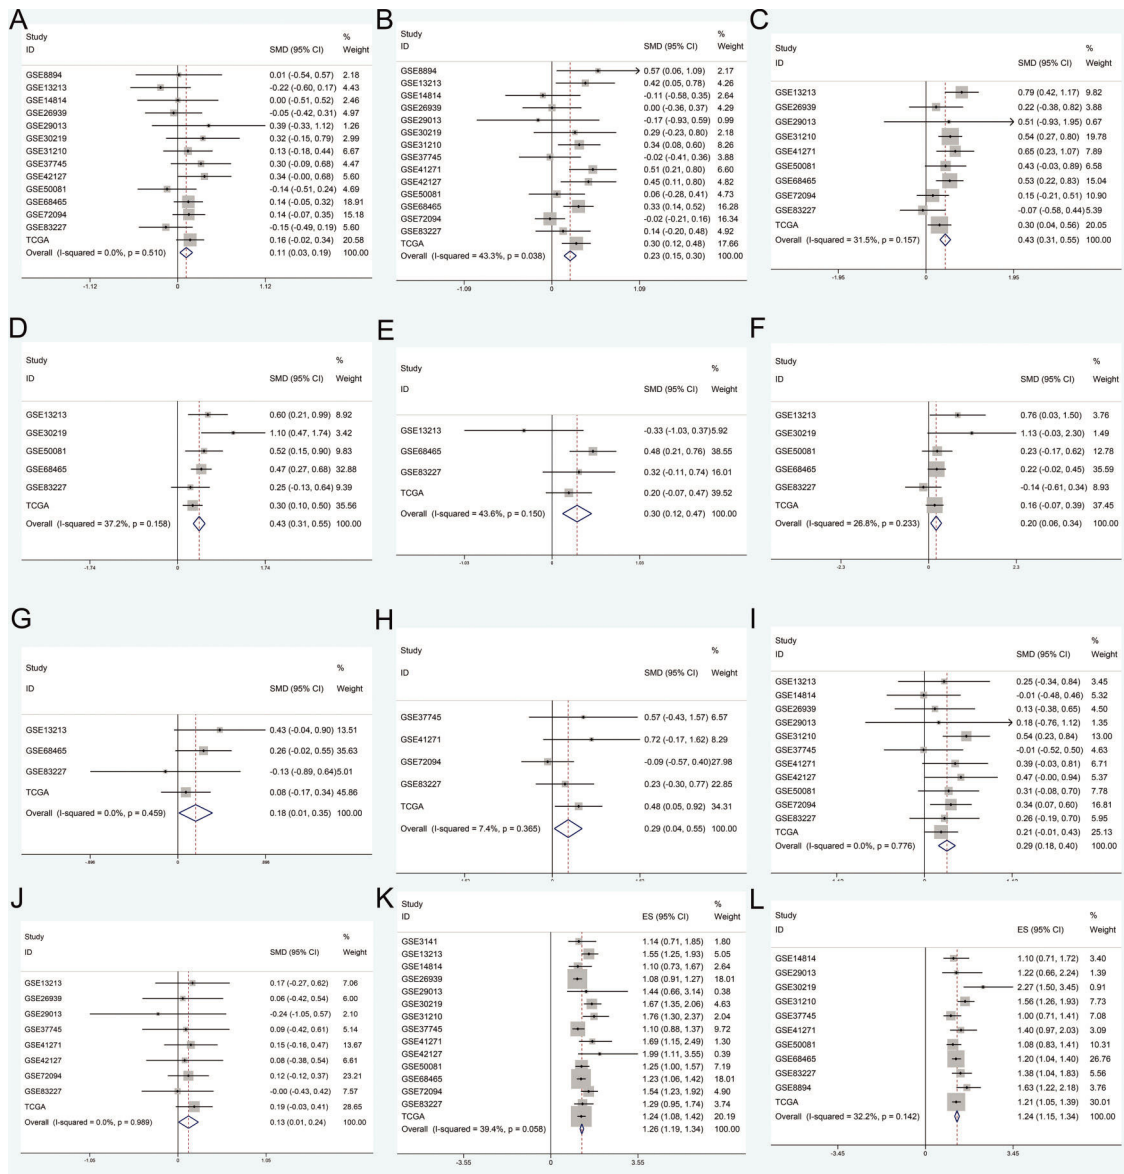 A
Study %
ID SMD (95% CI) Weight
GSE8894 0.01 (-0.54, 0.57) 2.18
GSE13213 -0.22 (-0.60, 0.17) 4.43
GSE14814 0.00 (-0.51, 0.52) 2.46
GSE26939 -0.05 (-0.42, 0.31) 4.97
GSE29013 0.39 (-0.33, 1.12) 1.26
GSE30219 0.32 (-0.15, 0.79) 2.99
GSE31210 0.13 (-0.18, 0.44) 6.67
GSE37745 0.30 (-0.09, 0.68) 4.47
GSE42127 0.34 (-0.00, 0.68) 5.60
GSE50081 -0.14 (-0.51, 0.24) 4.69
GSE68465 0.14 (-0.05, 0.32) 18.91
GSE72094 0.14 (-0.07, 0.35) 15.18
GSE83227 -0.15 (-0.49, 0.19) 5.60
TCGA 0.16 (-0.02, 0.34) 20.58
Overall (I-squared = 0.0%, p = 0.510) 0.11 (0.03, 0.19) 100.00
-1.12 0 1.12
B
Study %
ID SMD (95% CI) Weight
GSE8894 0.57 (0.06, 1.09) 2.17
GSE13213 0.42 (0.05, 0.78) 4.26
GSE14814 -0.11 (-0.58, 0.35) 2.64
GSE26939 0.00 (-0.36, 0.37) 4.29
GSE29013 -0.17 (-0.93, 0.59) 0.99
GSE30219 0.29 (-0.23, 0.80) 2.18
GSE31210 0.34 (0.08, 0.60) 8.26
GSE37745 -0.02 (-0.41, 0.36) 3.88
GSE41271 0.51 (0.21, 0.80) 6.60
GSE42127 0.45 (0.11, 0.80) 4.82
GSE50081 0.06 (-0.28, 0.41) 4.73
GSE68465 0.33 (0.14, 0.52) 16.28
GSE72094 -0.02 (-0.21, 0.16) 16.34
GSE83227 0.14 (-0.20, 0.48) 4.92
TCGA 0.30 (0.12, 0.48) 17.66
Overall (I-squared = 43.3%, p = 0.038) 0.23 (0.15, 0.30) 100.00
-1.09 0 1.09
C
Study %
ID SMD (95% CI) Weight
GSE13213 0.79 (0.42, 1.17) 9.82
GSE26939 0.22 (-0.38, 0.82) 3.88
GSE29013 0.51 (-0.93, 1.95) 0.67
GSE31210 0.54 (0.27, 0.80) 19.78
GSE41271 0.65 (0.23, 1.07) 7.89
GSE50081 0.43 (-0.03, 0.89) 6.58
GSE68465 0.53 (0.22, 0.83) 15.04
GSE72094 0.15 (-0.21, 0.51) 10.90
GSE83227 -0.07 (-0.58, 0.44) 5.39
TCGA 0.30 (0.04, 0.56) 20.05
Overall (I-squared = 31.5%, p = 0.157) 0.43 (0.31, 0.55) 100.00
-1.95 0 1.95
D
Study %
ID SMD (95% CI) Weight
GSE13213 0.60 (0.21, 0.99) 8.92
GSE30219 1.10 (0.47, 1.74) 3.42
GSE50081 0.52 (0.15, 0.90) 9.83
GSE68465 0.47 (0.27, 0.68) 32.88
GSE83227 0.25 (-0.13, 0.64) 9.39
TCGA 0.30 (0.10, 0.50) 35.56
Overall (I-squared = 37.2%, p = 0.158) 0.43 (0.31, 0.55) 100.00
-1.74 0 1.74
E
Study %
ID SMD (95% CI) Weight
GSE13213 -0.33 (-1.03, 0.37) 5.92
GSE68465 0.48 (0.21, 0.76) 38.55
GSE83227 0.32 (-0.11, 0.74) 16.01
TCGA 0.20 (-0.07, 0.47) 39.52
Overall (I-squared = 43.6%, p = 0.150) 0.30 (0.12, 0.47) 100.00
-1.03 0 1.03
F
Study %
ID SMD (95% CI) Weight
GSE13213 0.76 (0.03, 1.50) 3.76
GSE30219 1.13 (-0.03, 2.30) 1.49
GSE50081 0.23 (-0.17, 0.62) 12.78
GSE68465 0.22 (-0.02, 0.45) 35.59
GSE83227 -0.14 (-0.61, 0.34) 8.93
TCGA 0.16 (-0.07, 0.39) 37.45
Overall (I-squared = 26.8%, p = 0.233) 0.20 (0.06, 0.34) 100.00
-2.3 0 2.3
G
Study %
ID SMD (95% CI) Weight
GSE13213 0.43 (-0.04, 0.90) 13.51
GSE68465 0.26 (-0.02, 0.55) 35.63
GSE83227 -0.13 (-0.89, 0.64) 5.01
TCGA 0.08 (-0.17, 0.34) 45.86
Overall (I-squared = 0.0%, p = 0.459) 0.18 (0.01, 0.35) 100.00
0
H
Study %
ID SMD (95% CI) Weight
GSE37745 0.57 (-0.43, 1.57) 6.57
GSE41271 0.72 (-0.17, 1.62) 8.29
GSE72094 -0.09 (-0.57, 0.40) 27.98
GSE83227 0.23 (-0.30, 0.77) 22.85
TCGA 0.48 (0.05, 0.92) 34.31
Overall (I-squared = 7.4%, p = 0.365) 0.29 (0.04, 0.55) 100.00
I
Study %
ID SMD (95% CI) Weight
GSE13213 0.25 (-0.34, 0.84) 3.45
GSE14814 -0.01 (-0.48, 0.46) 5.32
GSE26939 0.13 (-0.38, 0.65) 4.50
GSE29013 0.18 (-0.76, 1.12) 1.35
GSE31210 0.54 (0.23, 0.84) 13.00
GSE37745 -0.01 (-0.52, 0.50) 4.63
GSE41271 0.39 (-0.03, 0.81) 6.71
GSE42127 0.47 (-0.00, 0.94) 5.37
GSE50081 0.31 (-0.08, 0.70) 7.78
GSE72094 0.34 (0.07, 0.60) 16.81
GSE83227 0.26 (-0.19, 0.70) 5.95
TCGA 0.21 (-0.01, 0.43) 25.13
Overall (I-squared = 0.0%, p = 0.776) 0.29 (0.18, 0.40) 100.00
J
Study %
ID SMD (95% CI) Weight
GSE13213 0.17 (-0.27, 0.62) 7.06
GSE26939 0.06 (-0.42, 0.54) 6.00
GSE29013 -0.24 (-1.05, 0.57) 2.10
GSE37745 0.09 (-0.42, 0.61) 5.14
GSE41271 0.15 (-0.16, 0.47) 13.67
GSE42127 0.08 (-0.38, 0.54) 6.61
GSE72094 0.12 (-0.12, 0.37) 23.21
GSE83227 -0.00 (-0.43, 0.42) 7.57
TCGA 0.19 (-0.03, 0.41) 28.65
Overall (I-squared = 0.0%, p = 0.989) 0.13 (0.01, 0.24) 100.00
-1.05 0 1.05
K
Study %
ID ES (95% CI) Weight
GSE3141 1.14 (0.71, 1.85) 1.80
GSE13213 1.55 (1.25, 1.93) 5.05
GSE14814 1.10 (0.73, 1.67) 2.64
GSE26939 1.08 (0.91, 1.27) 18.01
GSE29013 1.44 (0.66, 3.14) 0.38
GSE30219 1.67 (1.35, 2.06) 4.63
GSE31210 1.76 (1.30, 2.37) 2.04
GSE37745 1.10 (0.88, 1.37) 9.72
GSE41271 1.69 (1.15, 2.49) 1.30
GSE42127 1.99 (1.11, 3.55) 0.39
GSE50081 1.25 (1.00, 1.57) 7.19
GSE68465 1.23 (1.06, 1.42) 18.01
GSE72094 1.54 (1.23, 1.92) 4.90
GSE83227 1.29 (0.95, 1.74) 3.74
TCGA 1.24 (1.08, 1.42) 20.19
Overall (I-squared = 39.4%, p = 0.058) 1.26 (1.19, 1.34) 100.00
-3.55 0 3.55
L
Study %
ID ES (95% CI) Weight
GSE14814 1.10 (0.71, 1.72) 3.40
GSE29013 1.22 (0.66, 2.24) 1.39
GSE30219 2.27 (1.50, 3.45) 0.91
GSE31210 1.56 (1.26, 1.93) 7.73
GSE37745 1.00 (0.71, 1.41) 7.08
GSE41271 1.40 (0.97, 2.03) 3.09
GSE50081 1.08 (0.83, 1.41) 10.31
GSE68465 1.20 (1.04, 1.40) 26.76
GSE83227 1.38 (1.04, 1.83) 5.56
GSE8894 1.63 (1.22, 2.18) 3.76
TCGA 1.21 (1.05, 1.39) 30.01
Overall (I-squared = 32.2%, p = 0.142) 1.24 (1.15, 1.34) 100.00
-3.45 0 3.45